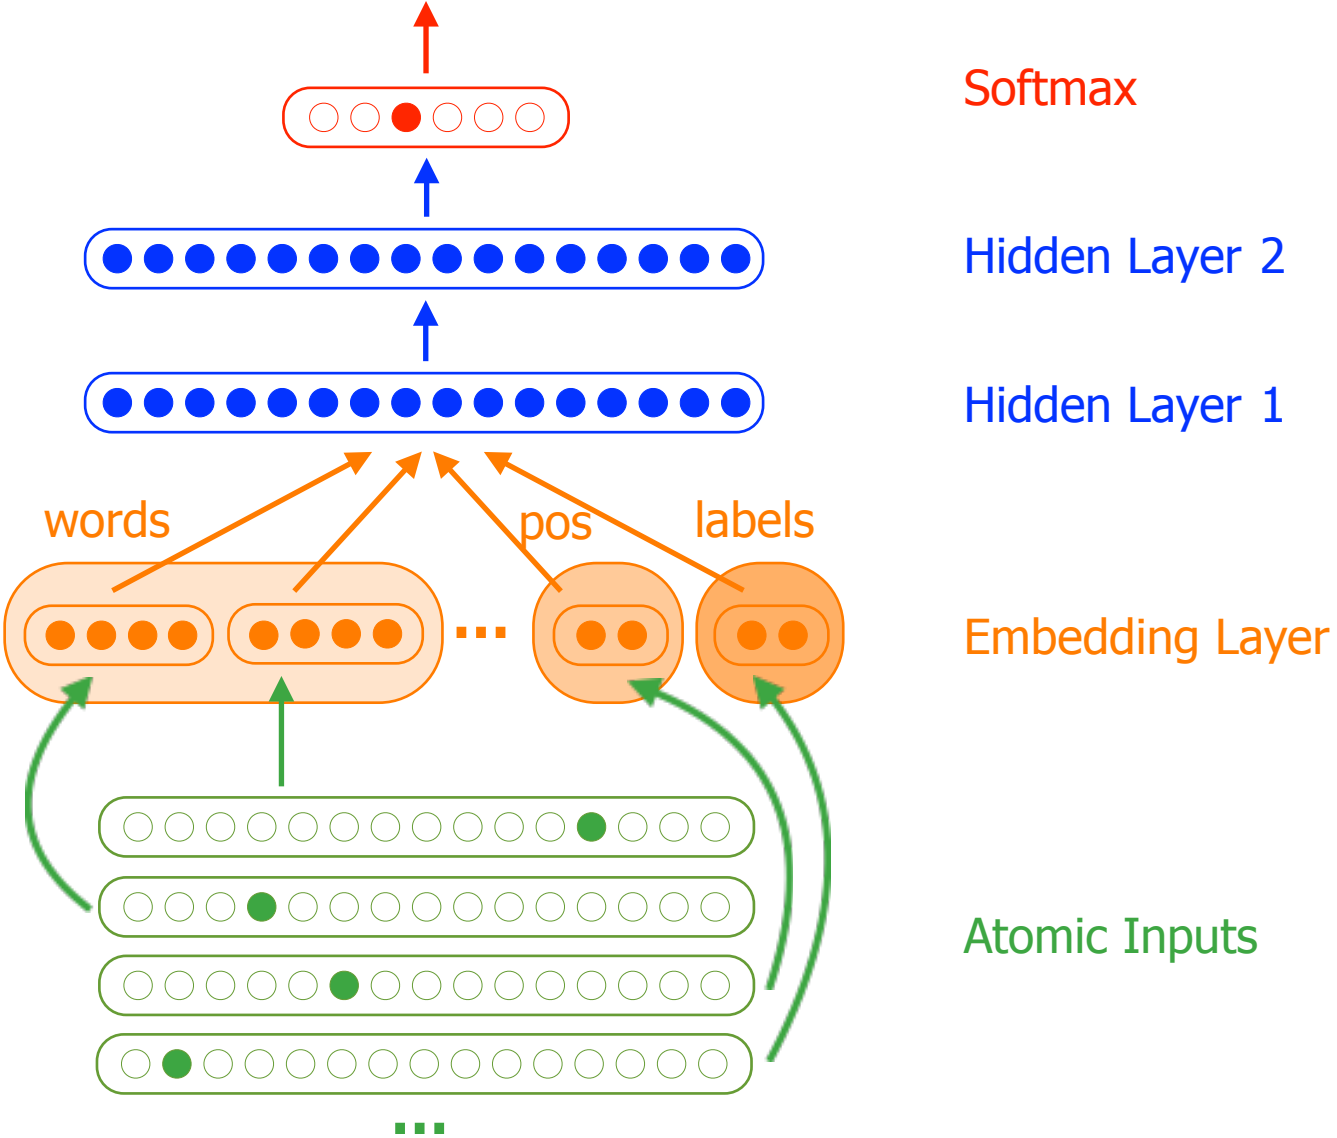 Softmax
Hidden Layer 2
Hidden Layer 1
words
pos
labels
...
Embedding Layer
Atomic Inputs
...